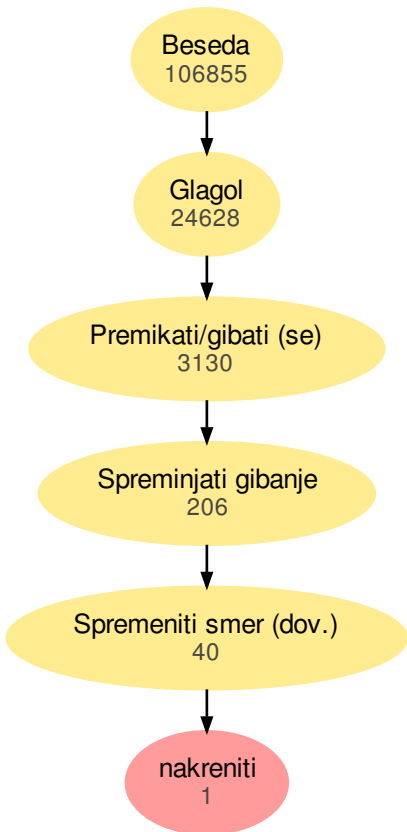 Beseda
106855
Glagol
24628
Premikati/gibati (se)
3130
Spreminjati gibanje
206
Spremeniti smer (dov.)
40
nakreniti
1